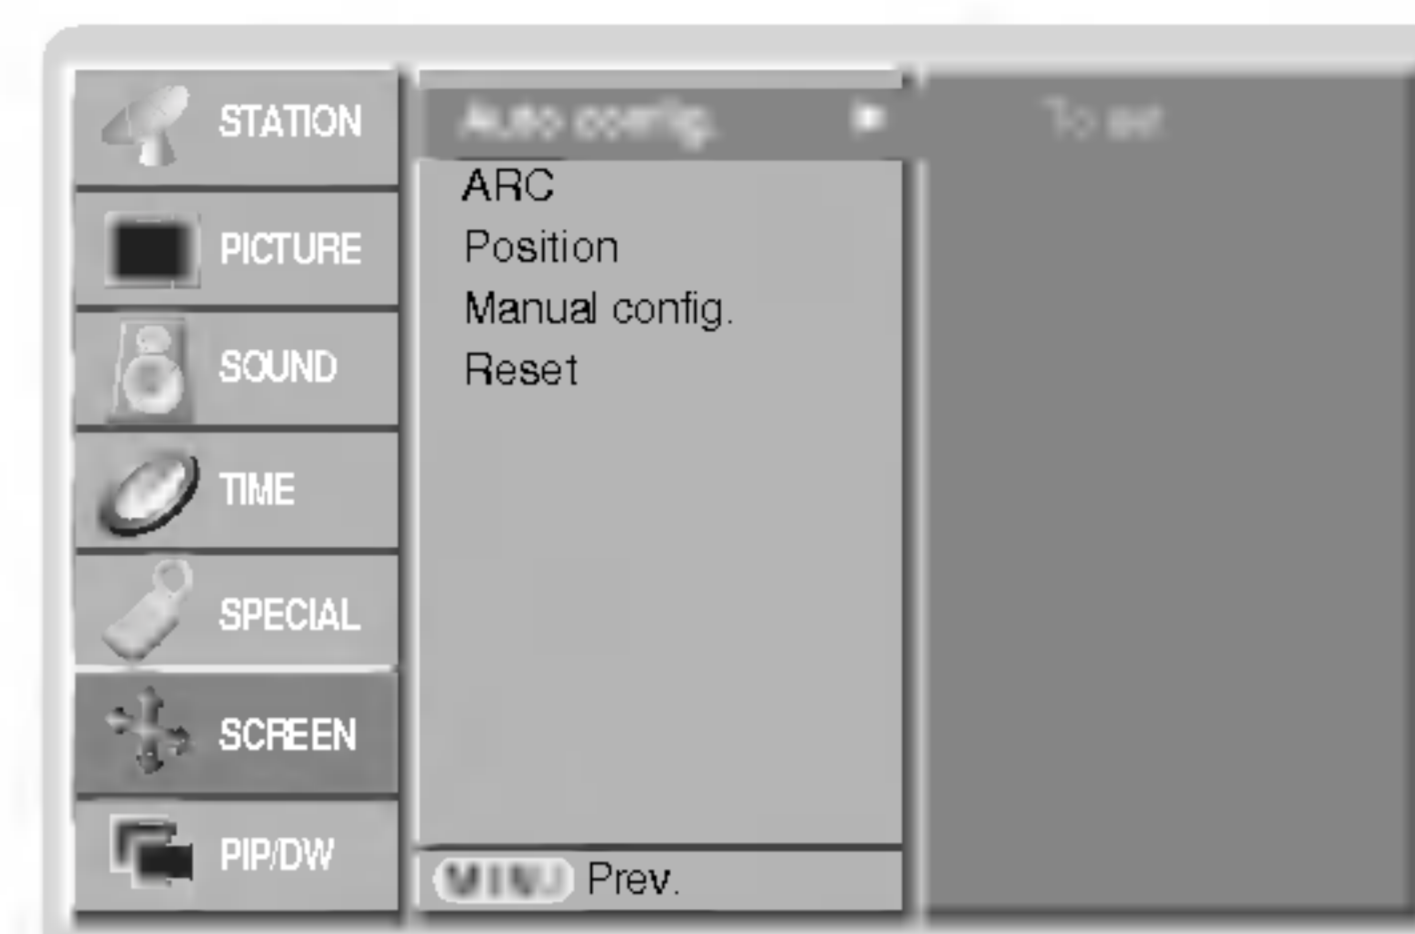 STATION
PICTURE
SOUND
TIME
SPECIAL
SCREEN
PIP/DW
Auto config.
ARC
Position
Manual config.
Reset
To set
Prev.